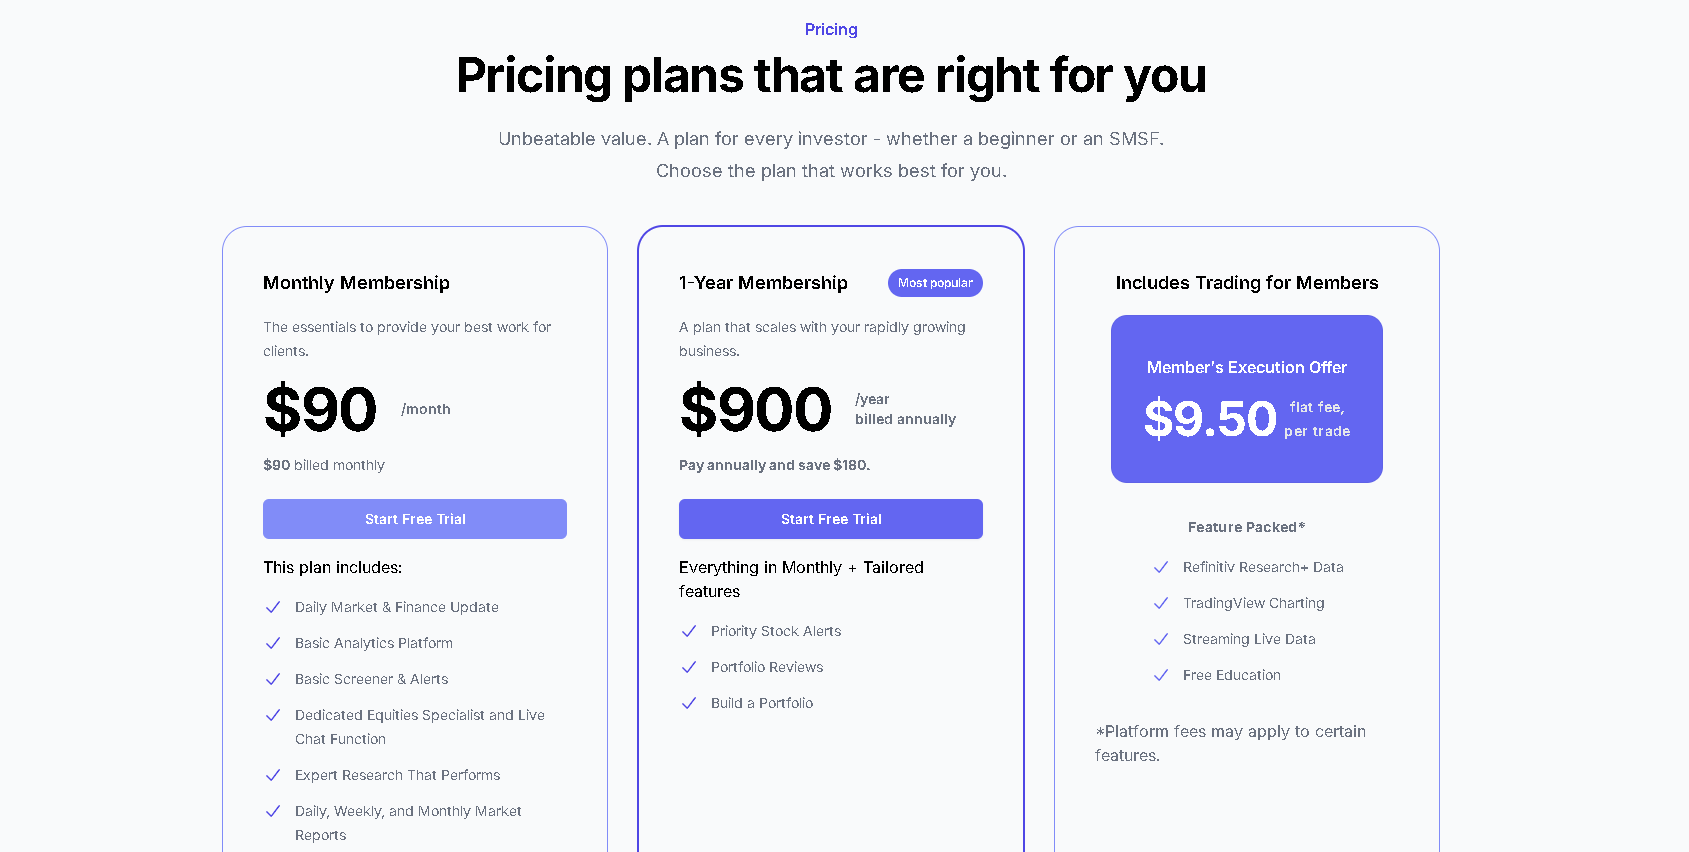 Pricing
Pricing plans that are right for you
Unbeatable value. A plan for every investor - whether a beginner or an SMSF.
Choose the plan that works best for you.
Monthly Membership
The essentials to provide your best work for
clients.
$90 /month
$90 billed monthly
Start Free Trial
This plan includes:
Daily Market & Finance Update
Basic Analytics Platform
Basic Screener & Alerts
Dedicated Equities Specialist and Live
Chat Function
Expert Research That Performs
Daily, Weekly, and Monthly Market
Reports
1-Year Membership
Most popular
A plan that scales with your rapidly growing
business.
$900 /year
billed annually
Pay annually and save $180.
Start Free Trial
Everything in Monthly + Tailored
features
Priority Stock Alerts
Portfolio Reviews
Build a Portfolio
Includes Trading for Members
Member's Execution Offer
$9.50 flat fee,
per trade
Feature Packed*
Refinitiv Research+ Data
TradingView Charting
Streaming Live Data
Free Education
*Platform fees may apply to certain
features.